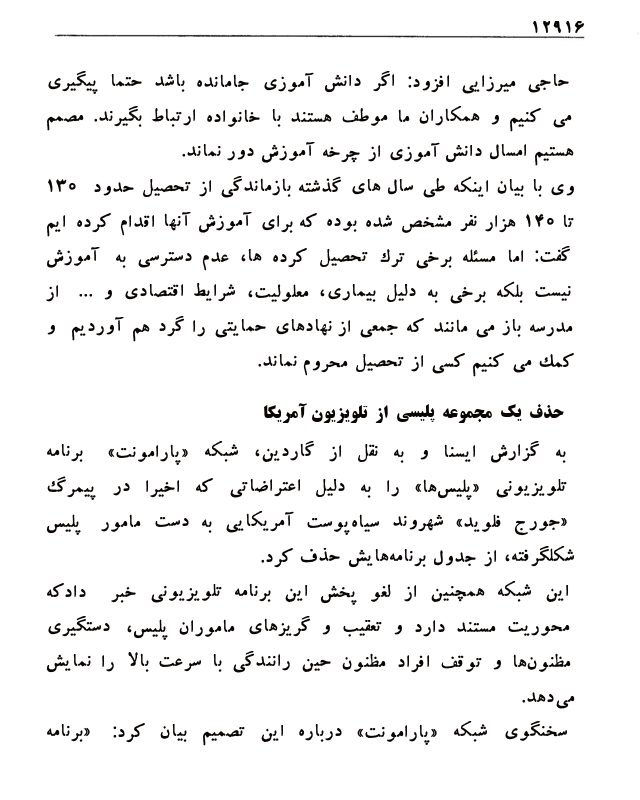 ۱۲۹۱۶
حاجی میرزایی افزود: اگر دانش آموزی جامانده باشد حتما پیگیری
می کنیم و همکاران ما موظف هستند با خانواده ارتباط بگیرند. مصمم
هستیم امسال دانش آموزی از چرخه آموزش دور نماند.
وی با بیان اینکه طی سال های گذشته بازماندگی از تحصیل حدود ۱۳۰
تا ۱۴۰ هزار نفر مشخص شده بوده که برای آموزش آنها اقدام کرده ایم
گفت: اما مسئله برخی ترك تحصیل کرده ها، عدم دسترسی به آموزش
نیست بلکه برخی به دلیل بیماری، معلولیت، شرایط اقتصادی و ... از
مدرسه باز می مانند که جمعی از نهادهای حمایتی را گرد هم آوردیم و
کمك می کنیم کسی از تحصیل محروم نماند.
حذف یک مجموعه پلیسی از تلویزیون آمریکا
به گزارش ایسنا و به نقل از گاردین، شبکه «پارامونت» برنامه
تلویزیونی «پلیس‌ها» را به دلیل اعتراضاتی که اخیرا در پیمرگ
«جورج فلوید» شهروند سیاه‌پوست آمریکایی به دست مامور پلیس
شکلگرفته، از جدول برنامه‌هایش حذف کرد.
این شبکه همچنین از لغو پخش این برنامه تلویزیونی خبر دادکه
محوریت مستند دارد و تعقیب و گریزهای ماموران پلیس، دستگیری
مظنون‌ها و توقف افراد مظنون حین رانندگی با سرعت بالا را نمایش
می‌دهد.
سخنگوی شبکه «پارامونت» درباره این تصمیم بیان کرد: «برنامه